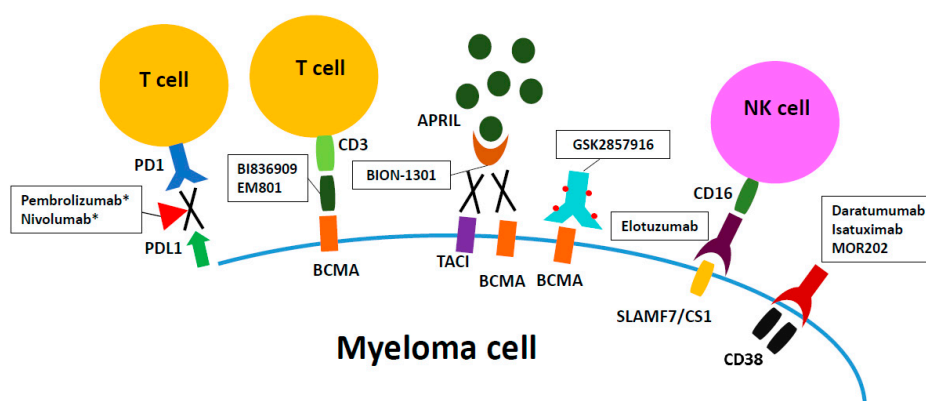 T cell
T cell
NK cell
APRIL
CD3
PD1
GSK2857916
BI836909
EM801
BION-1301
CD16
Pembrolizumab*
Nivolumab*
Elotuzumab
Daratumumab
Isatuximab
MOR202
PDL1
BCMA
TACI
BCMA
BCMA
SLAMF7/CS1
CD38
Myeloma cell